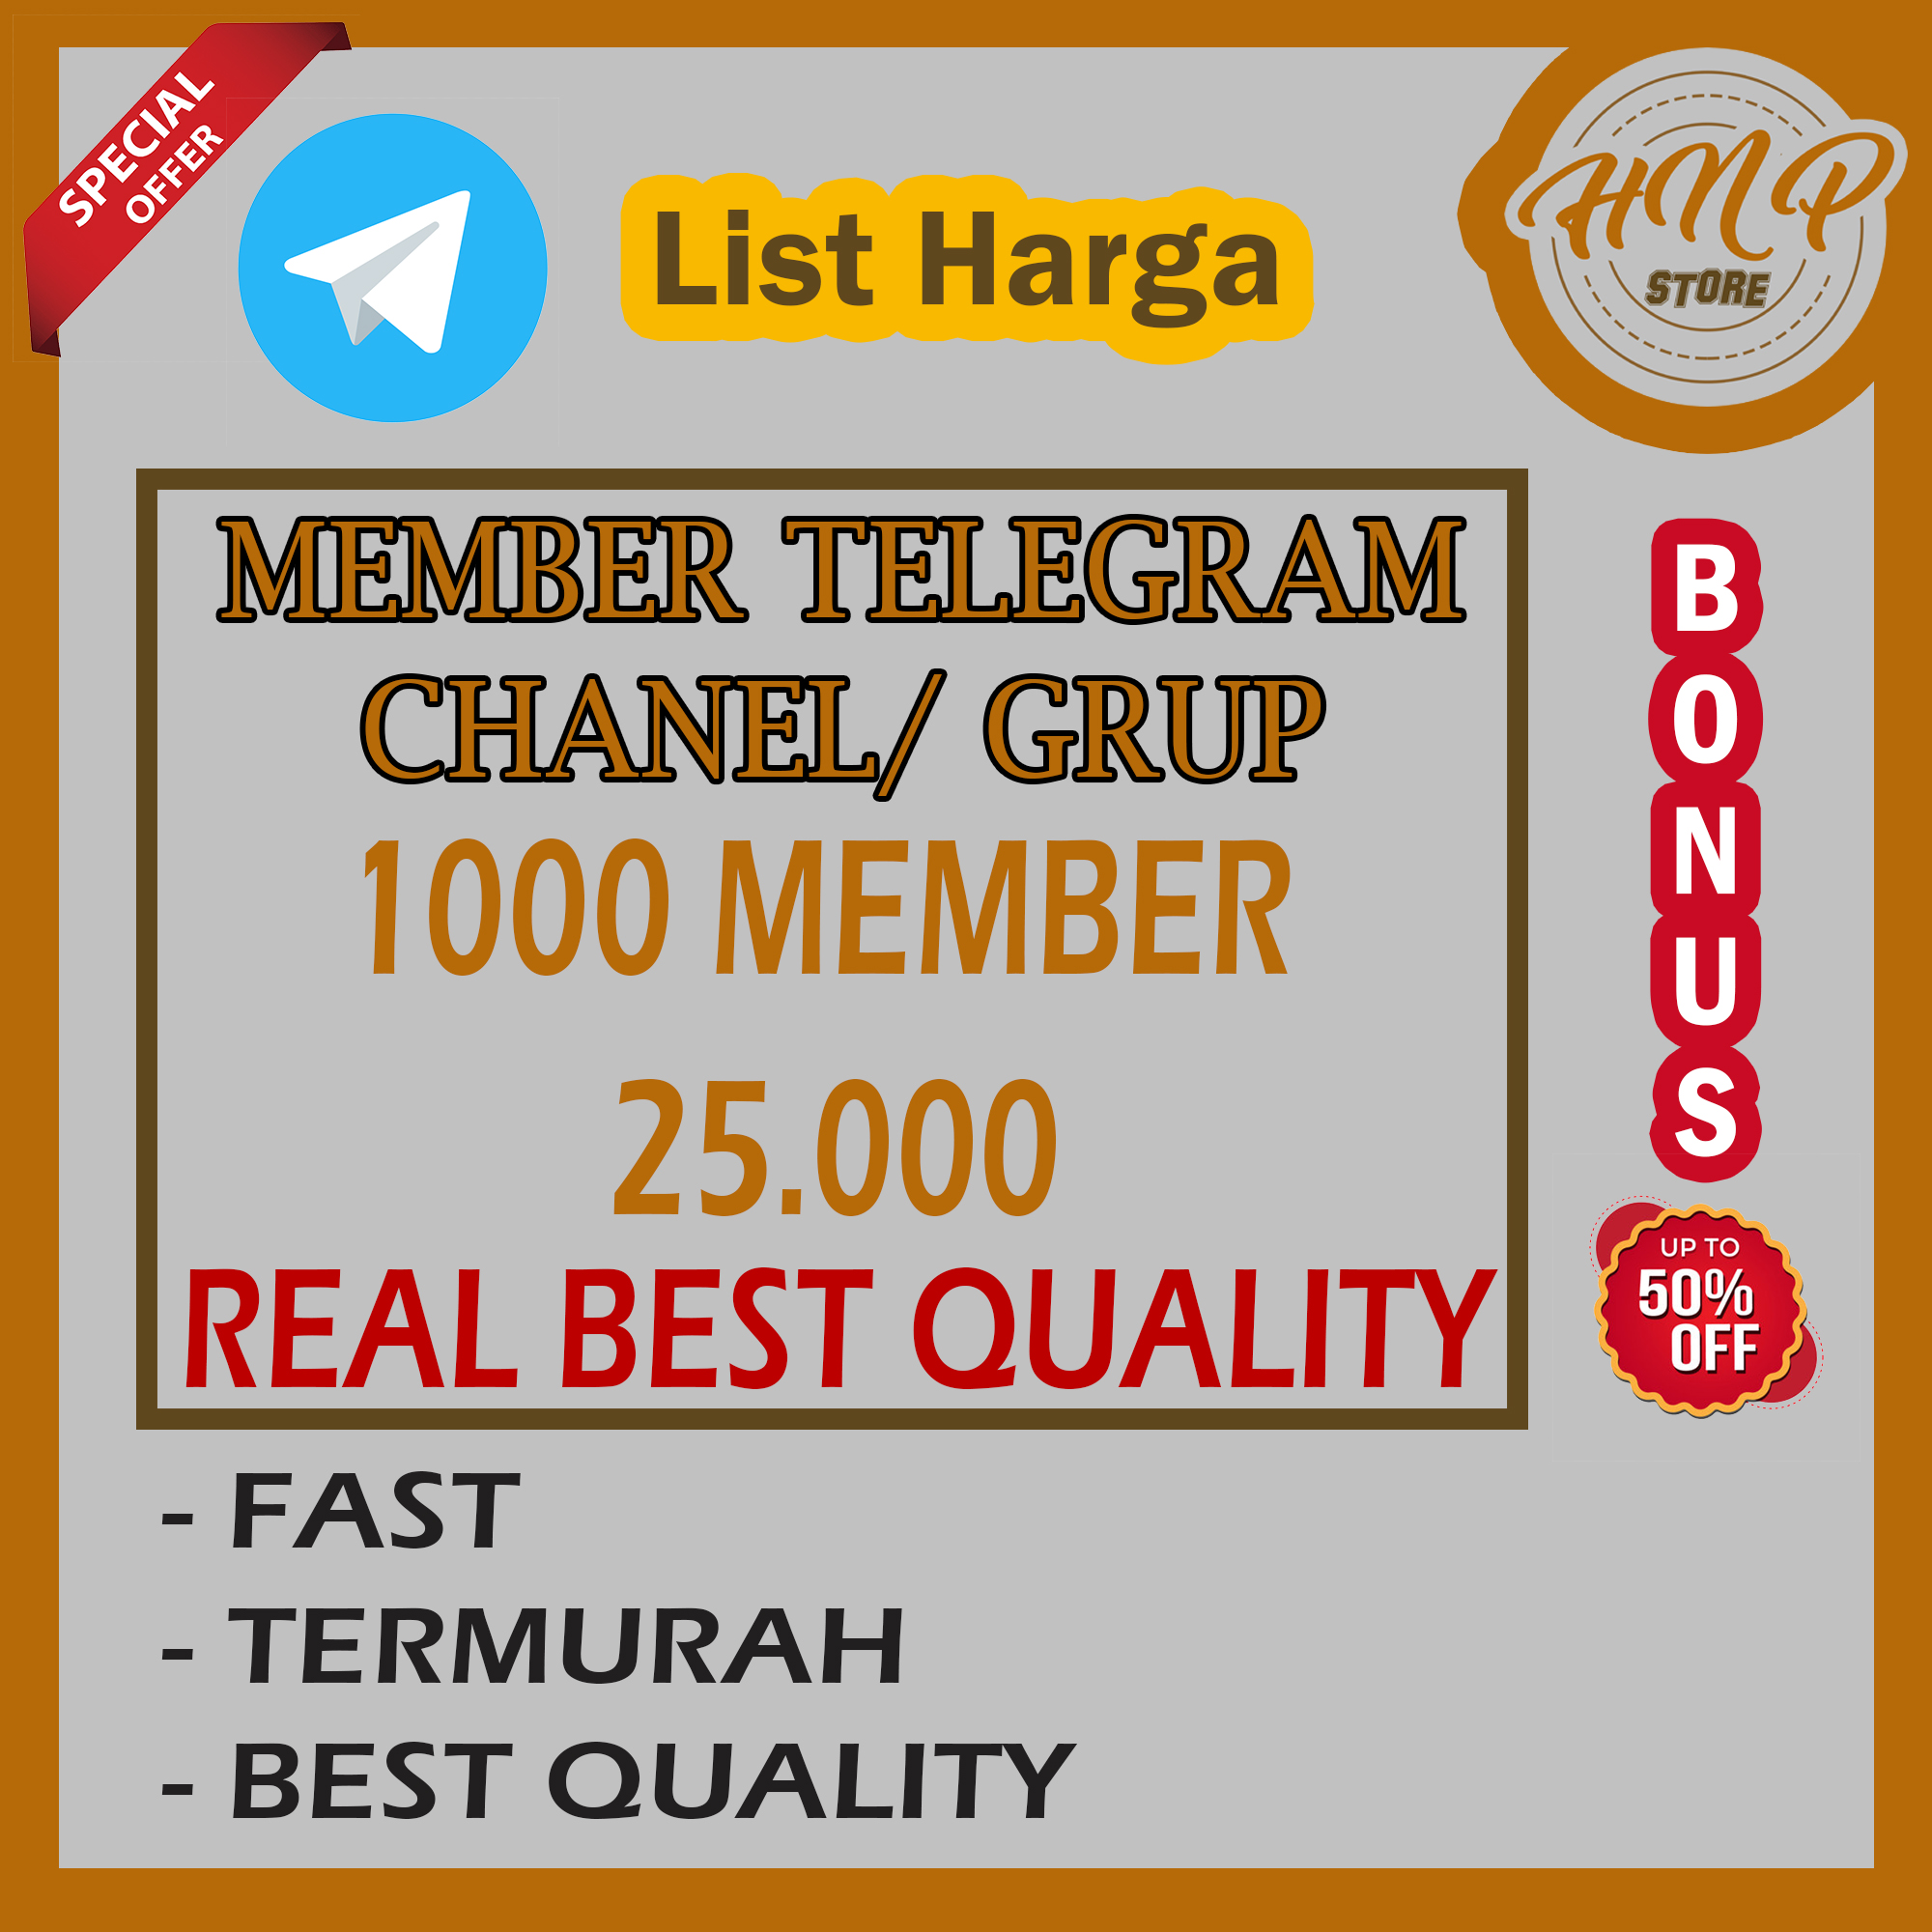 SPECIAL
OFFER
List Harga
HNP
STORE
MEMBER TELEGRAM
CHANEL/ GRUP
1000 MEMBER
25.000
REAL BEST QUALITY
BONUS
UP TO
50%
OFF
- FAST
- TERMURAH
- BEST QUALITY